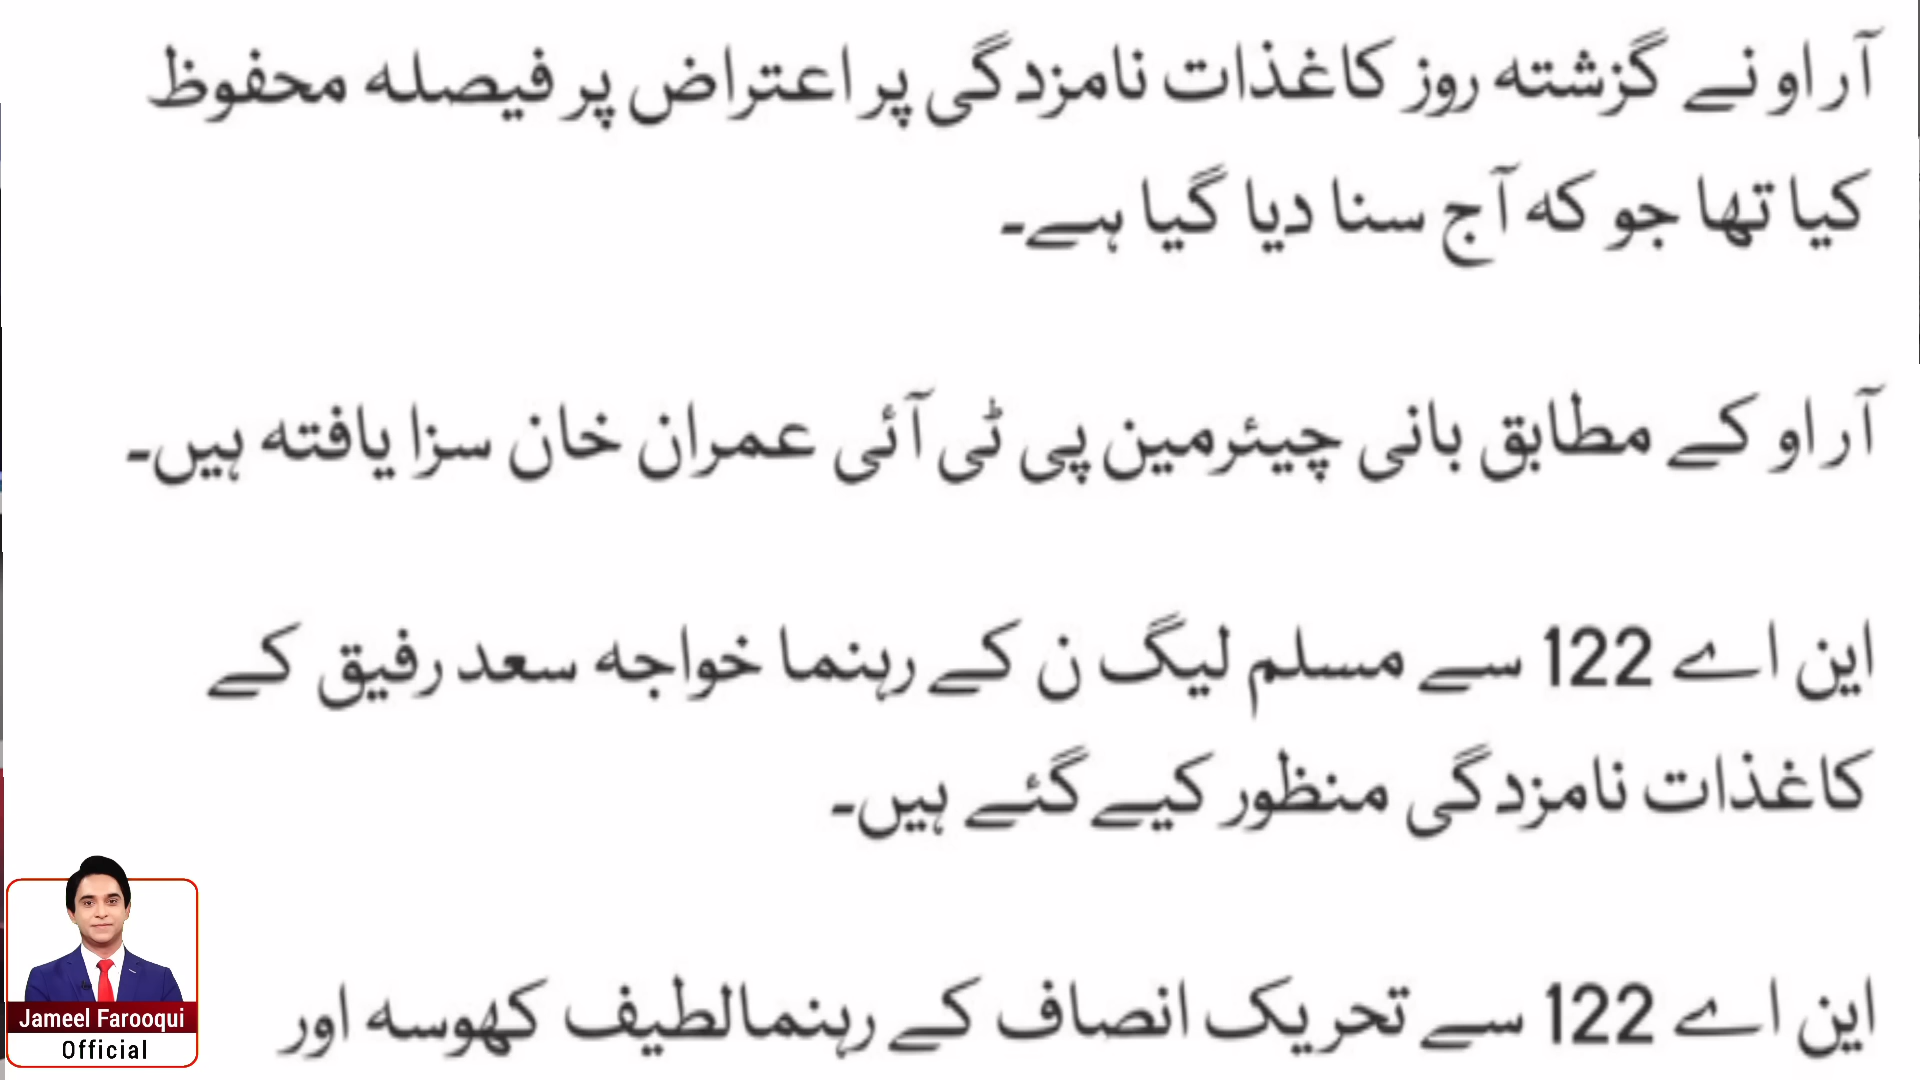 آر او نے گزشتہ روز کاغذات نامزدگی پر اعتراض پر فیصلہ محفوظ
کیا تھا جو کہ آج سنا دیا گیا ہے۔
آر او کے مطابق بانی چیئرمین پی ٹی آئی عمران خان سزا یافتہ ہیں۔
این اے 122 سے مسلم لیگ ن کے رہنما خواجہ سعد رفیق کے
کاغذات نامزدگی منظور کیے گئے ہیں۔
این اے 122 سے تحریک انصاف کے رہنمالطیف کھوسہ اور
Jameel Farooqui
Official